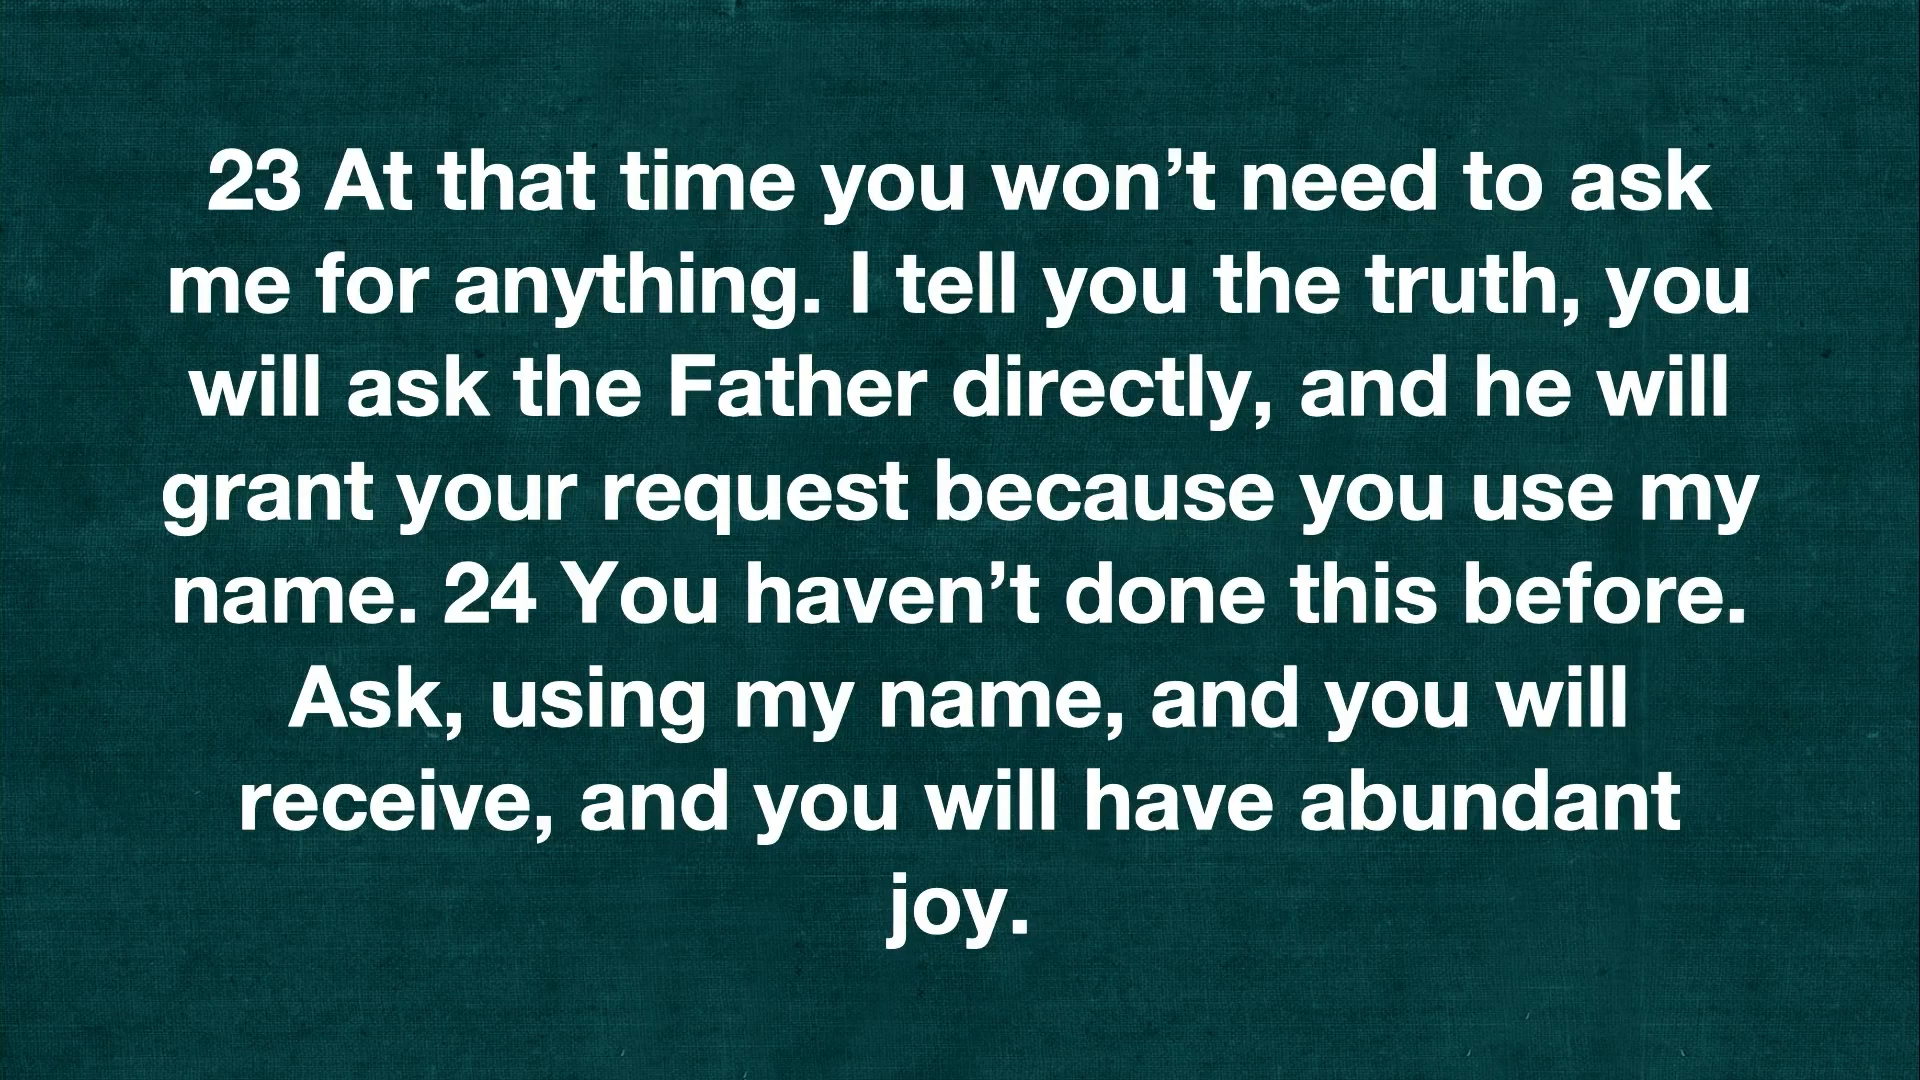 23 At that time you won’t need to ask
me for anything. I tell you the truth, you
will ask the Father directly, and he will
grant your request because you use my
name. 24 You haven’t done this before.
Ask, using my name, and you will
receive, and you will have abundant
joy.